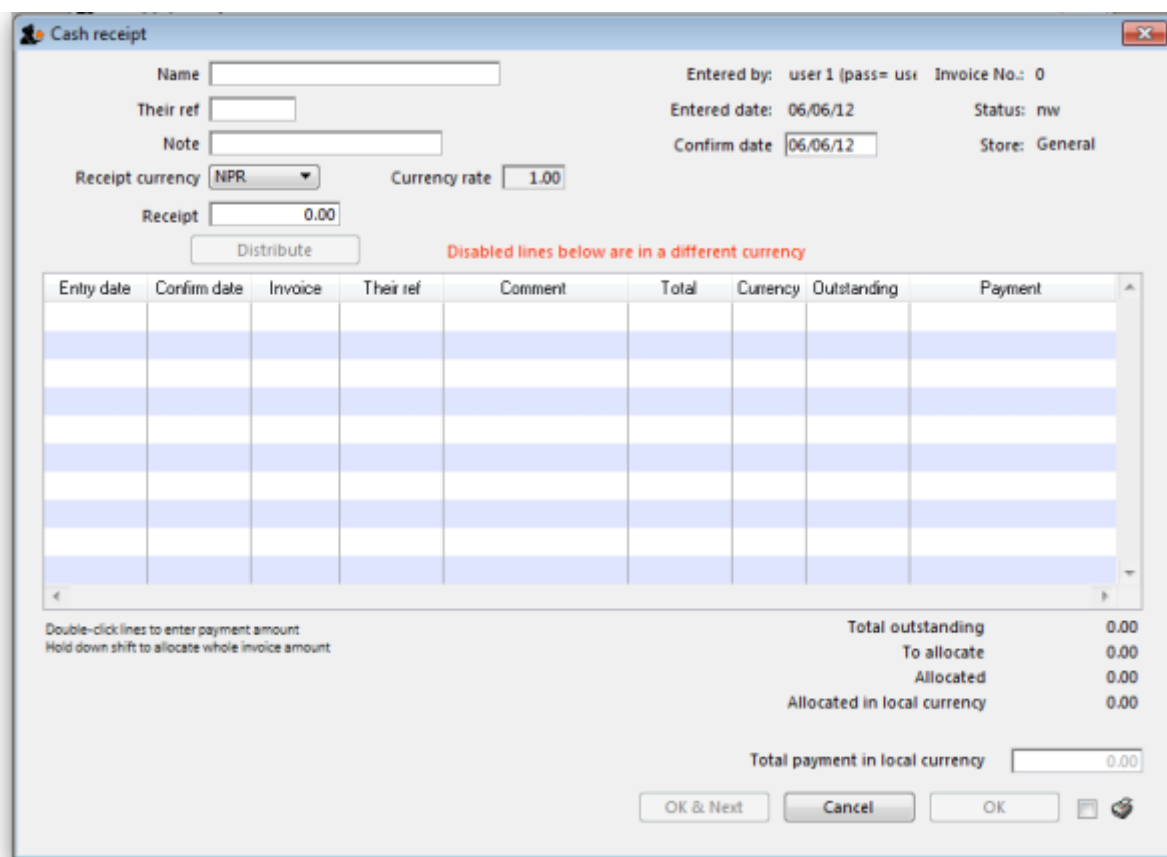 Cash receipt
Name Entered by: user 1 (pass= use Invoice No.: 0
Their ref Entered date: 06/06/12 Status: nw
Note Confirm date 06/06/12 Store: General
Receipt currency NPR Currency rate 1.00
Receipt 0.00
Distribute Disabled lines below are in a different currency
Entry date Confirm date Invoice Their ref Comment Total Currency Outstanding Payment
Double-click lines to enter payment amount
Hold down shift to allocate whole invoice amount
Total outstanding 0.00
To allocate 0.00
Allocated 0.00
Allocated in local currency 0.00
Total payment in local currency 0.00
OK & Next Cancel OK